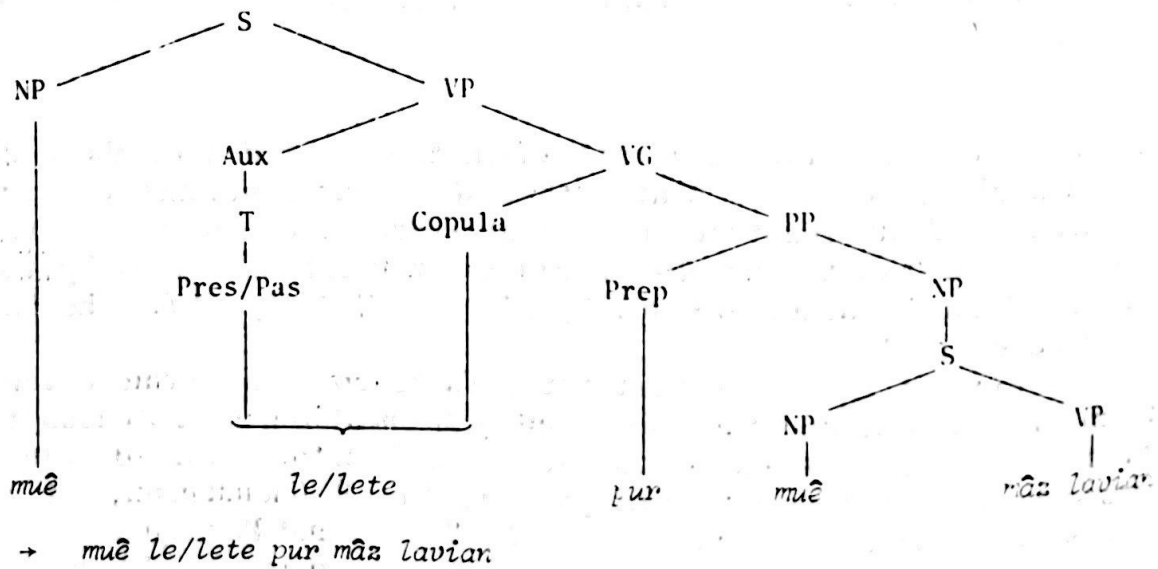 S
NP VP
Aux VG
T Copula PP
Pres/Pas Prep NP
S
NP VP
muê le/lete pur muê mâz lavian
→ muê le/lete pur mâz lavian